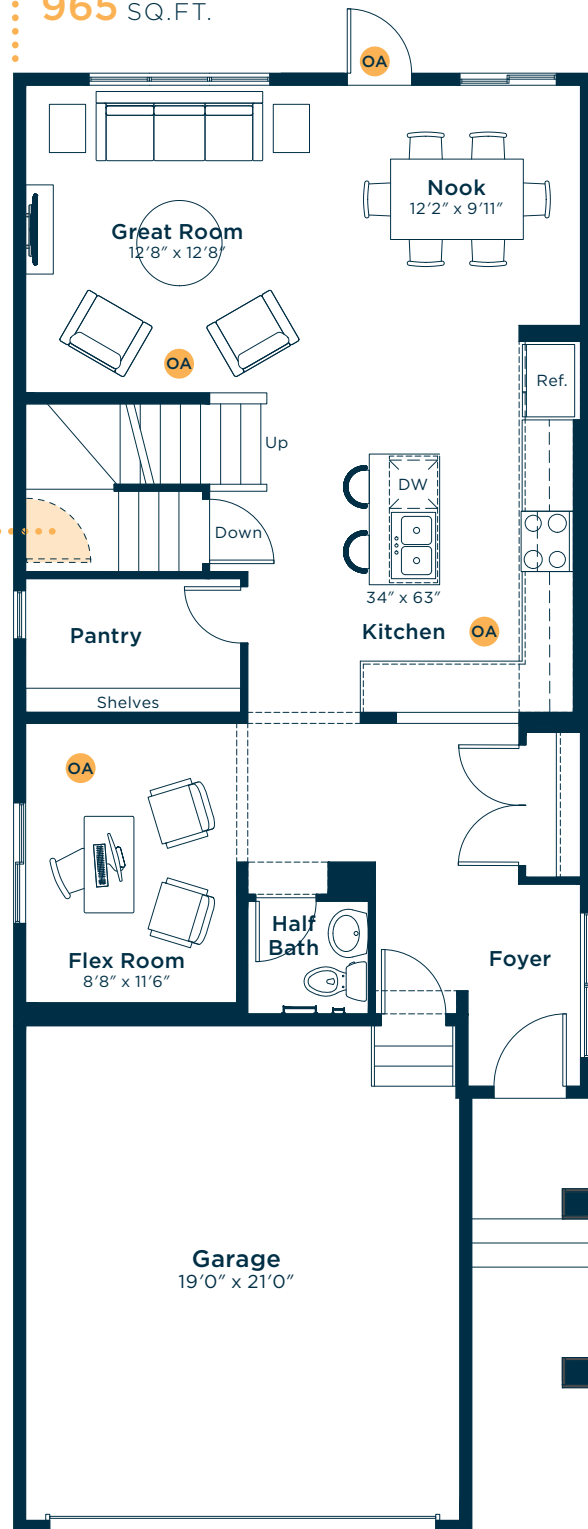 965 SQ.FT.
OA
Nook
12'2" x 9'11"
Great Room
12'8" x 12'8"
OA
Ref.
Up
DW
Down
34" x 63"
Kitchen
OA
Pantry
Shelves
OA
Half
Bath
Flex Room
8'8" x 11'6"
Foyer
Garage
19'0" x 21'0"